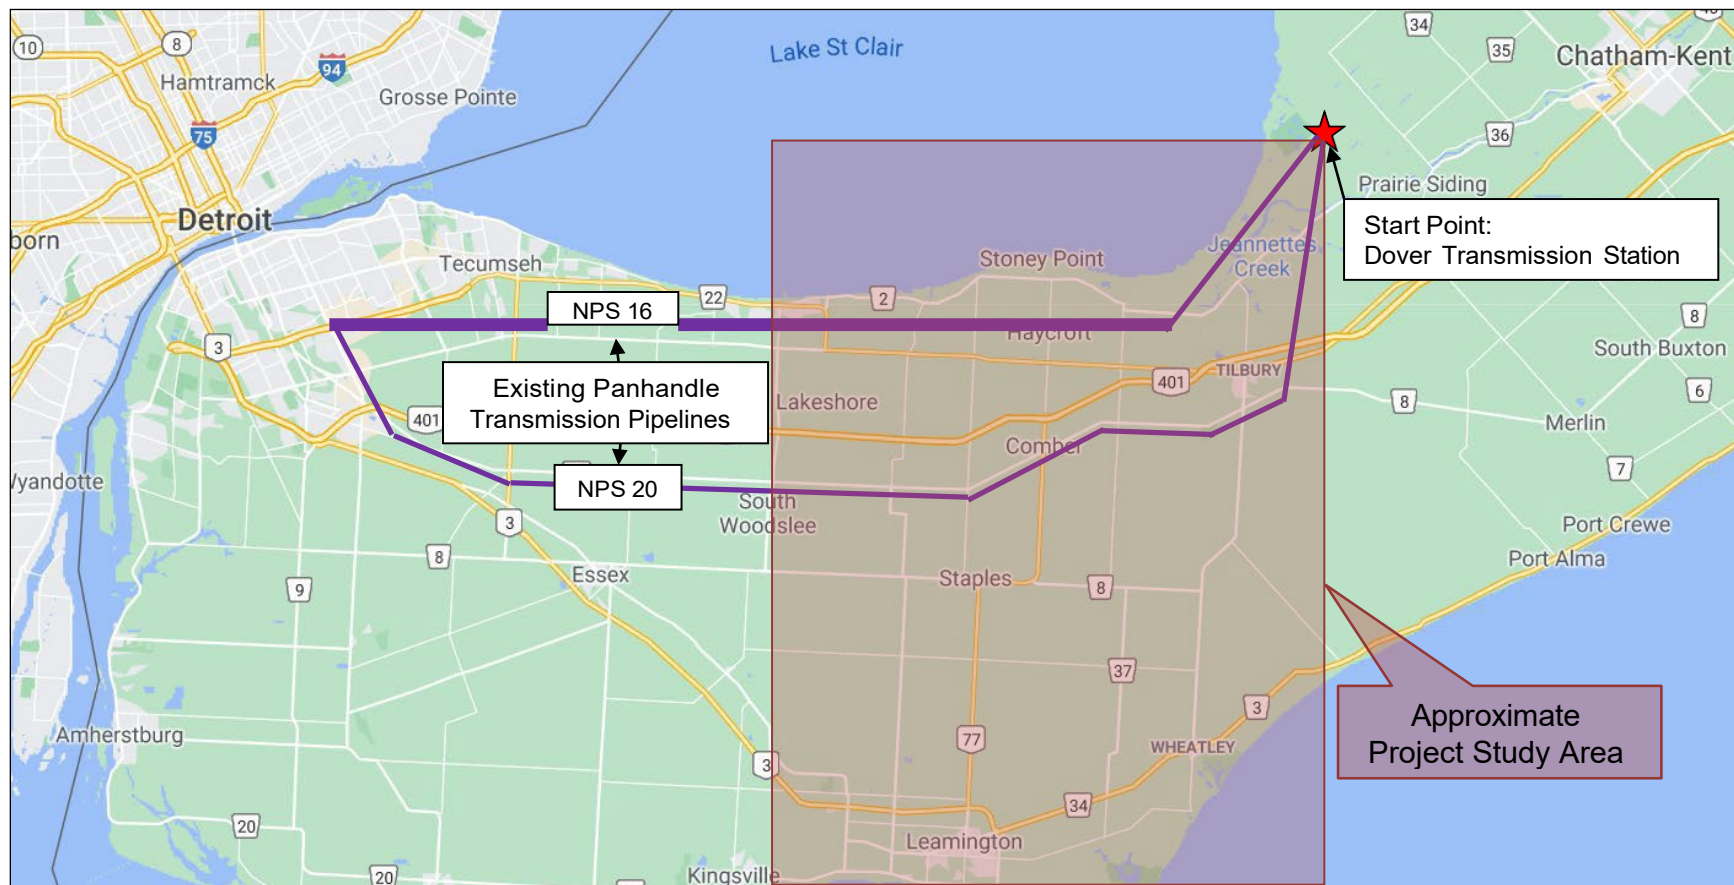 34
40
10
8
Lake St Clair
35
Chatham-Kent
94
Hamtramck
Grosse Pointe
75
36
Prairie Siding
Detroit
born
Start Point:
Dover Transmission Station
Jeannettes
Creek
Stoney Point
Tecumseh
22
2
NPS 16
Haycroft
8
3
South Buxton
Existing Panhandle
Transmission Pipelines
401
TILBURY
6
Lakeshore
8
401
Merlin
Comber
7
Wyandotte
NPS 20
South
Woodslee
3
Port Crewe
Port Alma
8
Essex
Staples
8
9
37
3
Approximate
Project Study Area
Amherstburg
77
WHEATLEY
3
34
20
Leamington
20
Kingsville